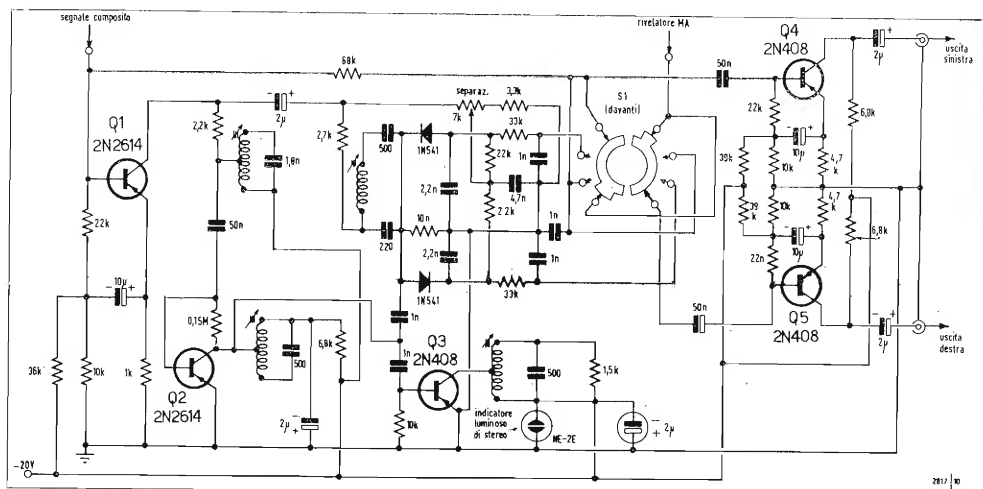 segnale composito
rivelatore MA
Q4
2N408
2µ
uscita
sinistra
68k
50n
separaz.
3,3k
7k
33k
S1
(davanti)
Q1
2N2614
2,2k
2µ
2,7k
500
1N541
22k
1n
1,8n
22k
10µ
6,8k
39k
10k
4,7
k
2,2n
4,7n
2 2k
39
k
10k
4,7
k
22k
50n
220
10n
2,2n
1n
1n
6,8k
10µ
1N541
33k
22n
10µ
0,15M
1n
50n
Q5
2N408
2µ
uscita
destra
36k
10k
1k
Q2
2N2614
500
6,8k
1n
Q3
2N408
500
1,5k
2µ
10k
indicatore
luminoso
di stereo
NE-2E
2µ
-20V
2817 | 10